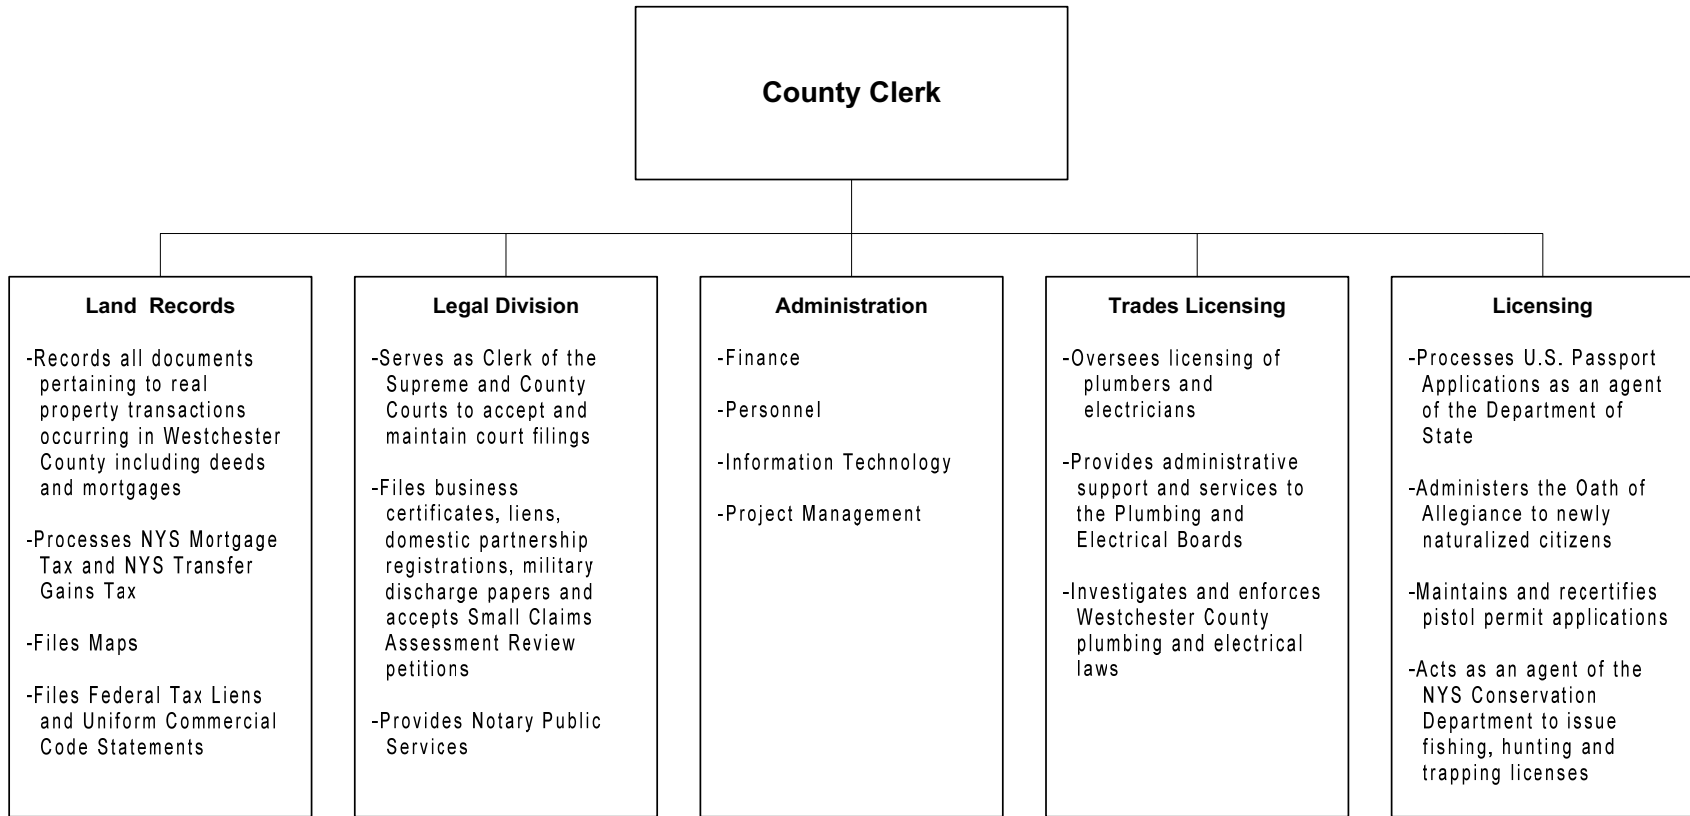 County Clerk
Land Records
-Records all documents
pertaining to real
property transactions
occurring in Westchester
County including deeds
and mortgages
-Processes NYS Mortgage
Tax and NYS Transfer
Gains Tax
-Files Maps
-Files Federal Tax Liens
and Uniform Commercial
Code Statements
Legal Division
-Serves as Clerk of the
Supreme and County
Courts to accept and
maintain court filings
-Files business
certificates, liens,
domestic partnership
registrations, military
discharge papers and
accepts Small Claims
Assessment Review
petitions
-Provides Notary Public
Services
Administration
-Finance
-Personnel
-Information Technology
-Project Management
Trades Licensing
-Oversees licensing of
plumbers and
electricians
-Provides administrative
support and services to
the Plumbing and
Electrical Boards
-Investigates and enforces
Westchester County
plumbing and electrical
laws
Licensing
-Processes U.S. Passport
Applications as an agent
of the Department of
State
-Administers the Oath of
Allegiance to newly
naturalized citizens
-Maintains and recertifies
pistol permit applications
-Acts as an agent of the
NYS Conservation
Department to issue
fishing, hunting and
trapping licenses